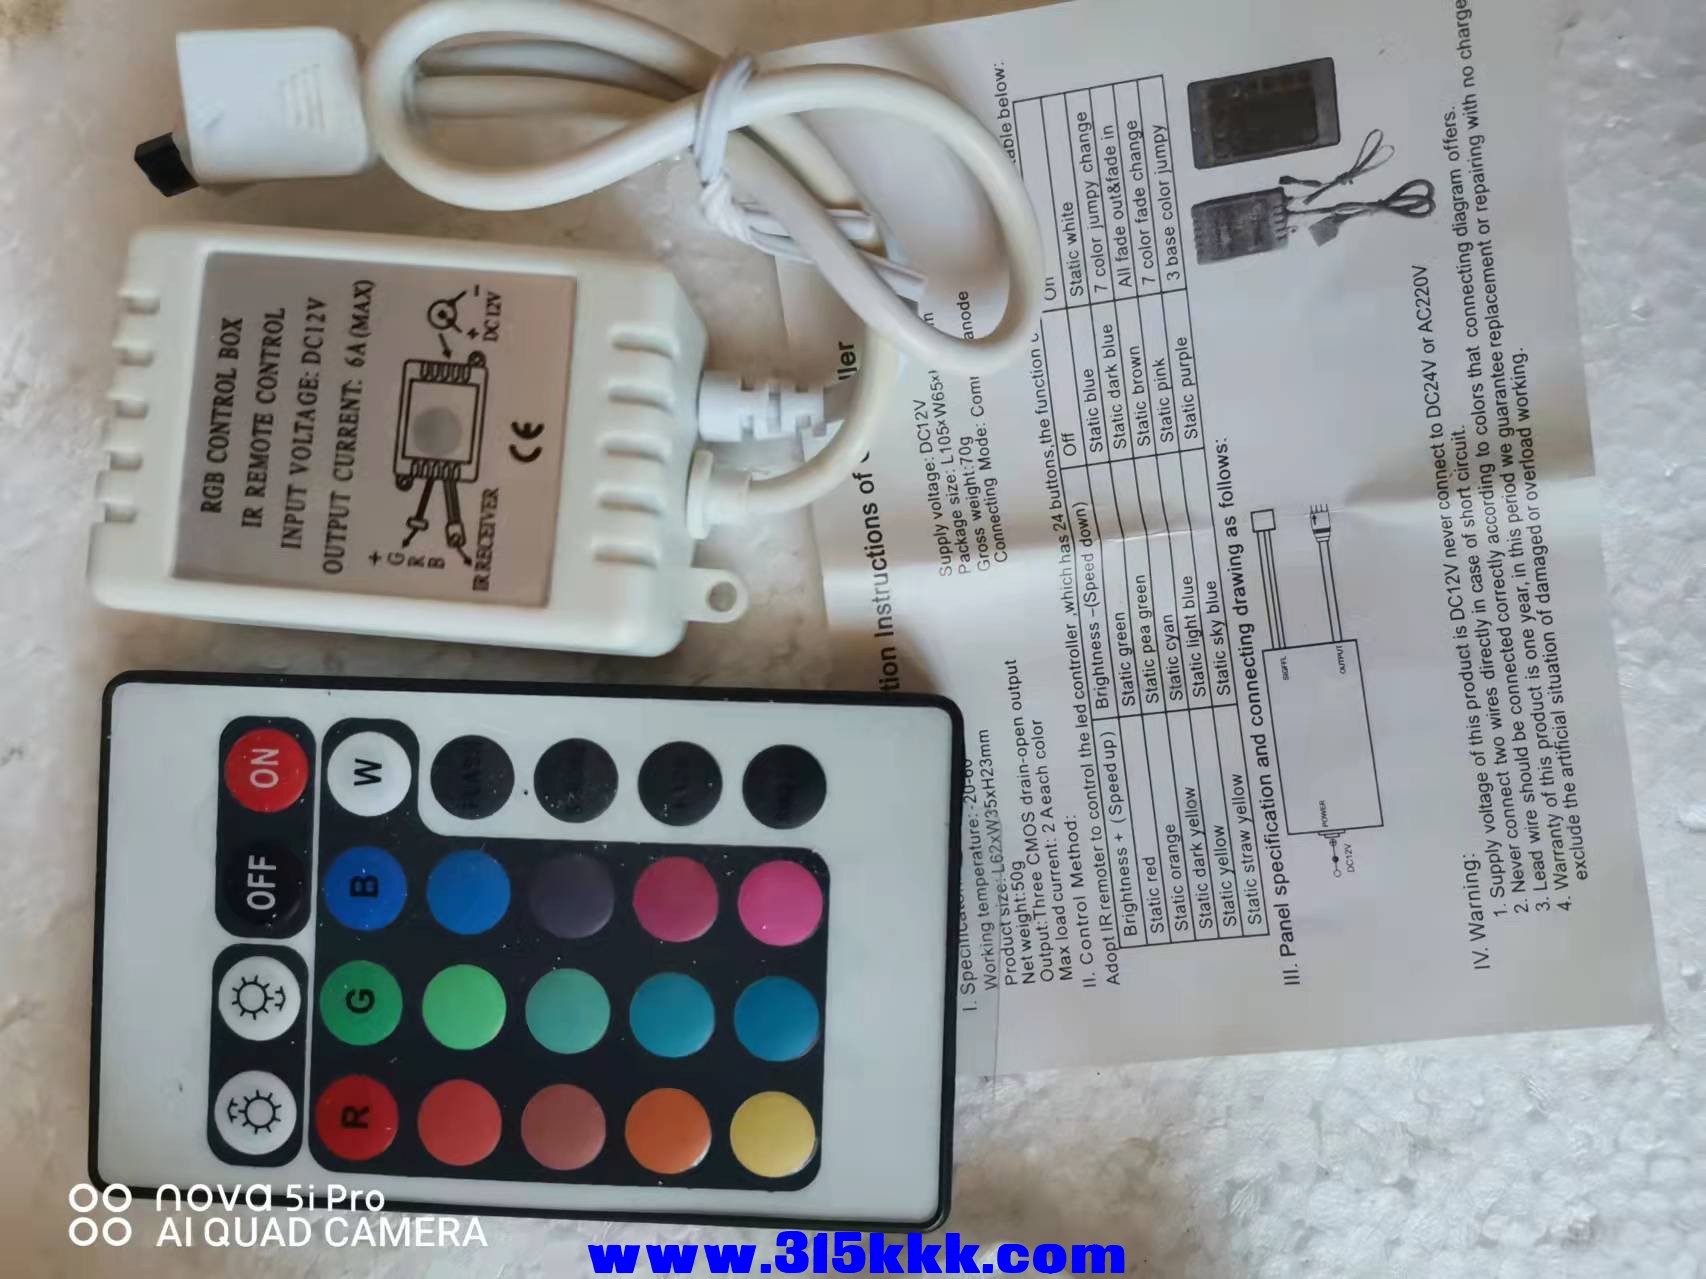 RGB CONTROL BOX
IR REMOTE CONTROL
INPUT VOLTAGE: DC12V
OUTPUT CURRENT: 6A (MAX)
+
G
R
B
IR RECEIVER
+ -
DC12V
CE
ON
OFF
W
B
G
R
tion Instructions of
ller
I.
Supply voltage: DC12V
Working temperature: -20-60
Package size: L105xW65x
Product size: L62xW35xH23mm
Gross weight:70g
Net weight:50g
Connecting Mode: Com
anode
Output:Three CMOS drain-open output
Max load current: 2 A each color
II. Control Method:
Adopt IR remoter to control the led controller ,which has 24 buttons,the function
table below:
Brightness + (Speed up) Brightness -(Speed down) Off On
Static red Static green Static blue Static white
Static orange Static pea green Static dark blue 7 color jumpy change
Static dark yellow Static cyan Static brown All fade out&fade in
Static yellow Static light blue Static pink 7 color fade change
Static straw yellow Static sky blue Static purple 3 base color jumpy
III. Panel specification and connecting drawing as follows:
DC12V
POWER
OUTPUT
IV. Warning:
1. Supply voltage of this product is DC12V never connect to DC24V or AC220V
2. Never connect two wires directly in case of short circuit.
3. Lead wire should be connected correctly according to colors that connecting diagram offers.
4. Warranty of this product is one year, in this period we guarantee replacement or repairing with no charge
exclude the artificial situation of damaged or overload working.
nova 5i Pro
AI QUAD CAMERA
www.315kkk.com